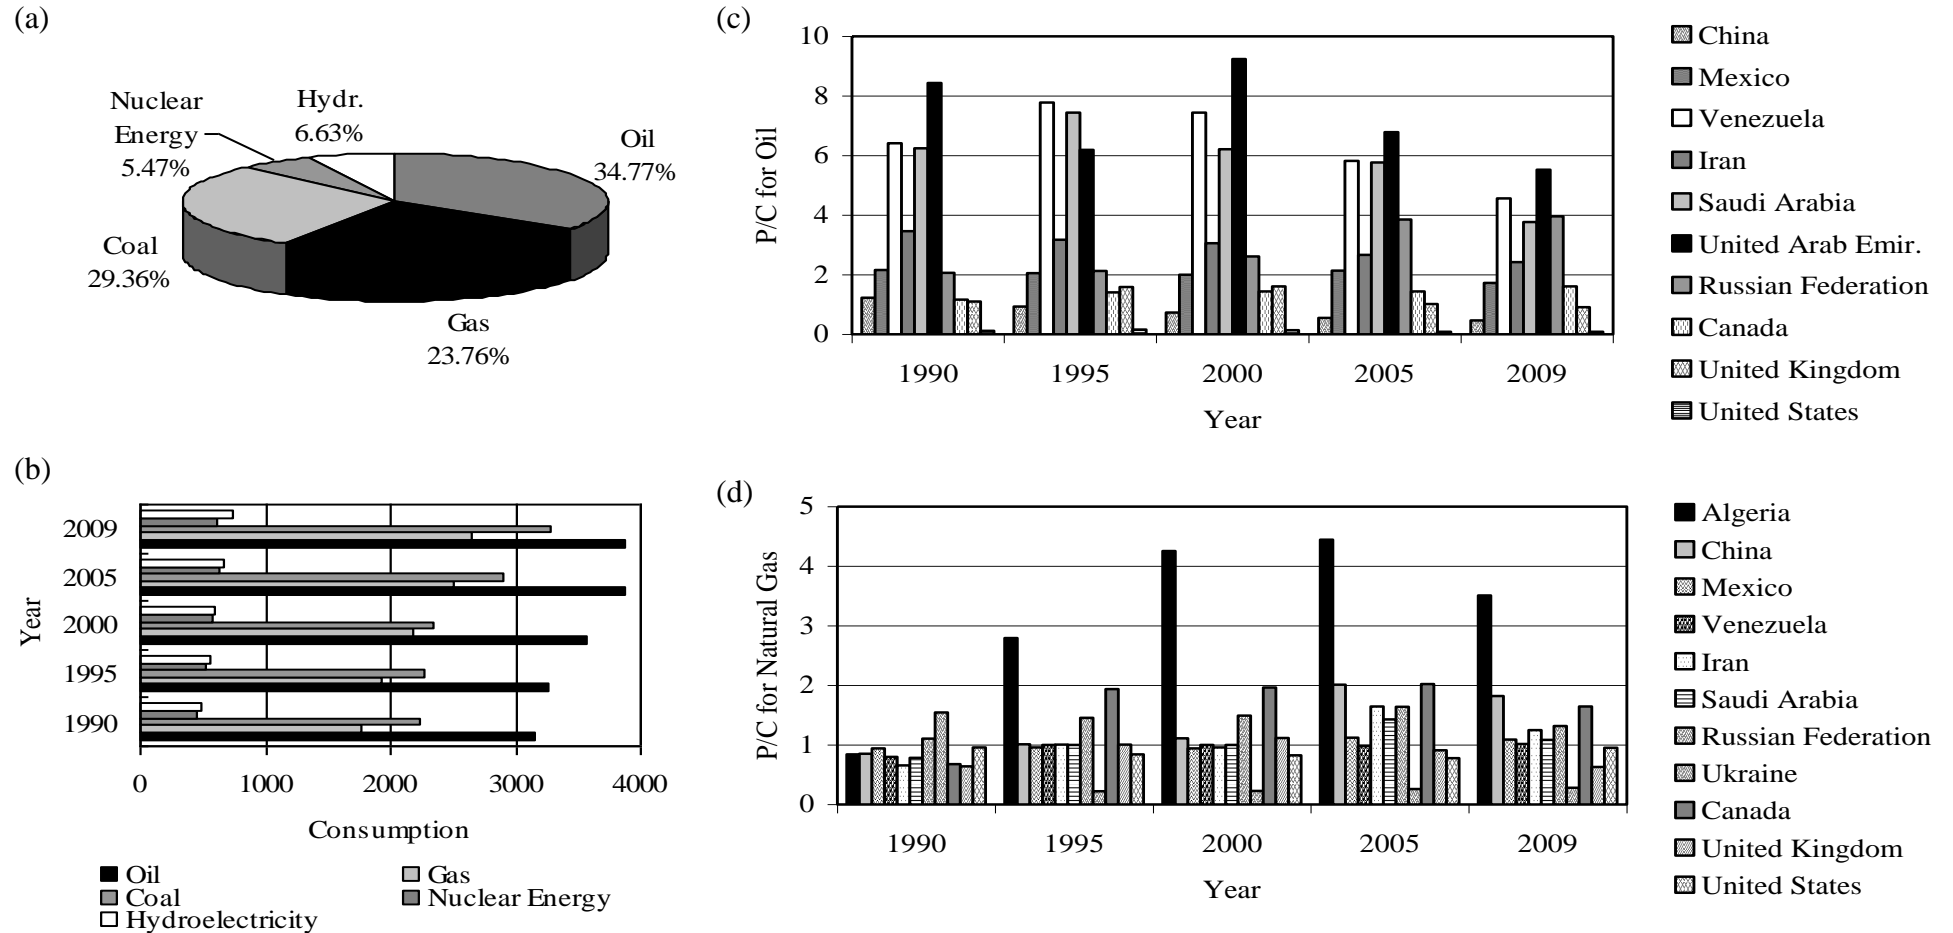 (a)
Nuclear
Energy
5.47%
Hydr.
6.63%
Oil
34.77%
Coal
29.36%
Gas
23.76%
(b)
Year
2009
2005
2000
1995
1990
0 1000 2000 3000 4000
Consumption
Oil Gas
Coal Nuclear Energy
Hydroelectricity
(c)
P/C for Oil
10
8
6
4
2
0
1990 1995 2000 2005 2009
Year
China
Mexico
Venezuela
Iran
Saudi Arabia
United Arab Emir.
Russian Federation
Canada
United Kingdom
United States
(d)
P/C for Natural Gas
5
4
3
2
1
0
1990 1995 2000 2005 2009
Year
Algeria
China
Mexico
Venezuela
Iran
Saudi Arabia
Russian Federation
Ukraine
Canada
United Kingdom
United States